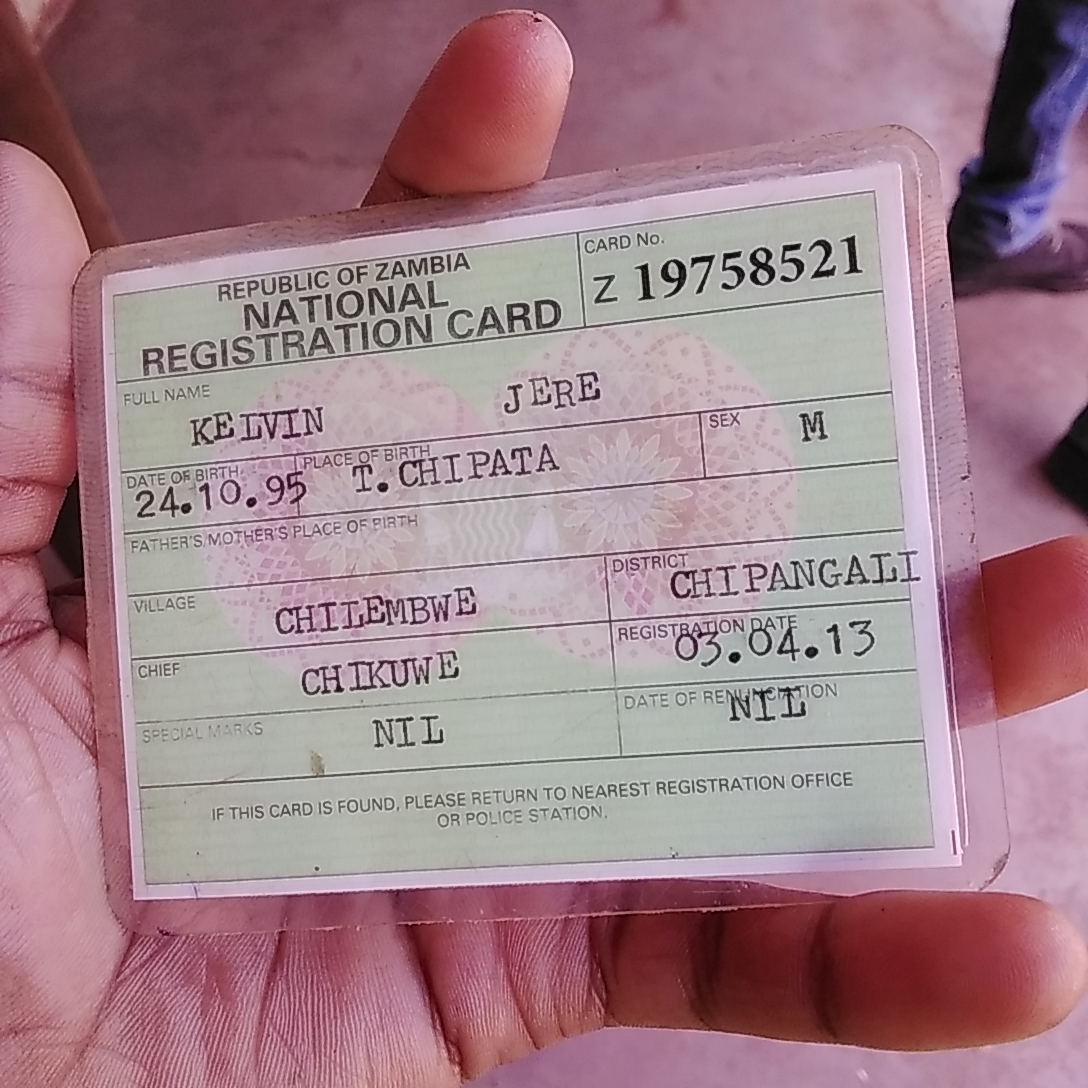 REPUBLIC OF ZAMBIA
NATIONAL
REGISTRATION CARD
CARD No.
Z 19758521
FULL NAME
KELVIN JERE
SEX
M
DATE OF BIRTH
24.10.95
PLACE OF BIRTH
T. CHIPATA
FATHER'S/MOTHER'S PLACE OF BIRTH
VILLAGE
CHILEMBWE
DISTRICT
CHIPANGALI
CHIEF
CHIKUWE
REGISTRATION DATE
03.04.13
SPECIAL MARKS
NIL
DATE OF RENUNCIATION
NIL
IF THIS CARD IS FOUND, PLEASE RETURN TO NEAREST REGISTRATION OFFICE
OR POLICE STATION.